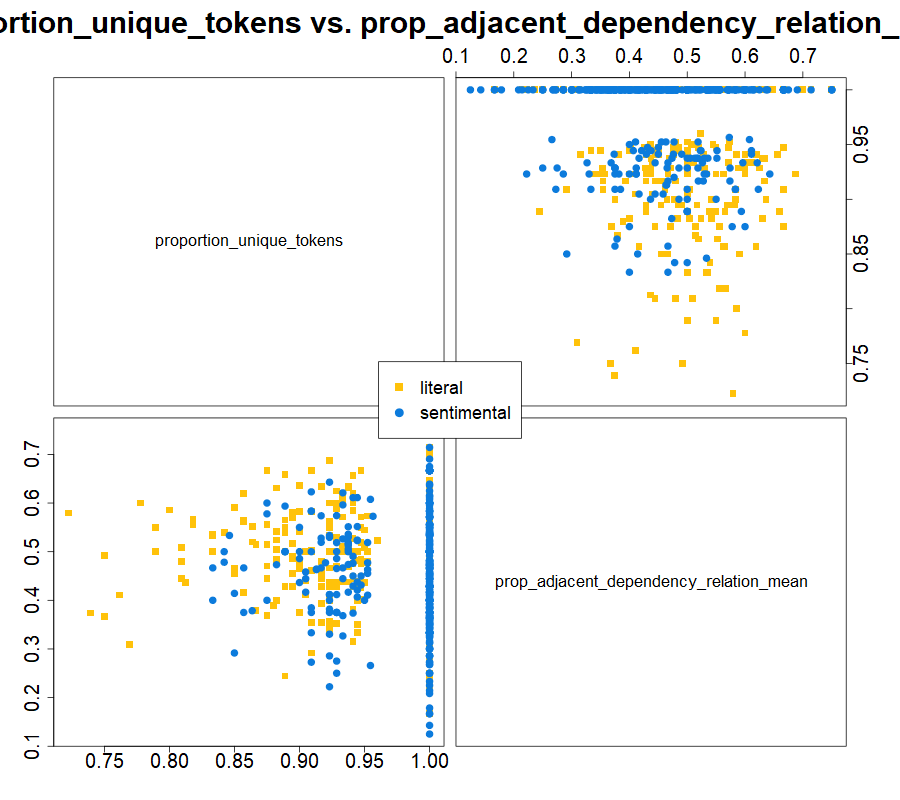 ortion_unique_tokens vs. prop_adjacent_dependency_relation_
0.1 0.2 0.3 0.4 0.5 0.6 0.7
proportion_unique_tokens
0.95
0.85
0.75
literal
sentimental
0.7
0.6
0.5
0.4
0.3
0.2
0.1
prop_adjacent_dependency_relation_mean
0.75 0.80 0.85 0.90 0.95 1.00